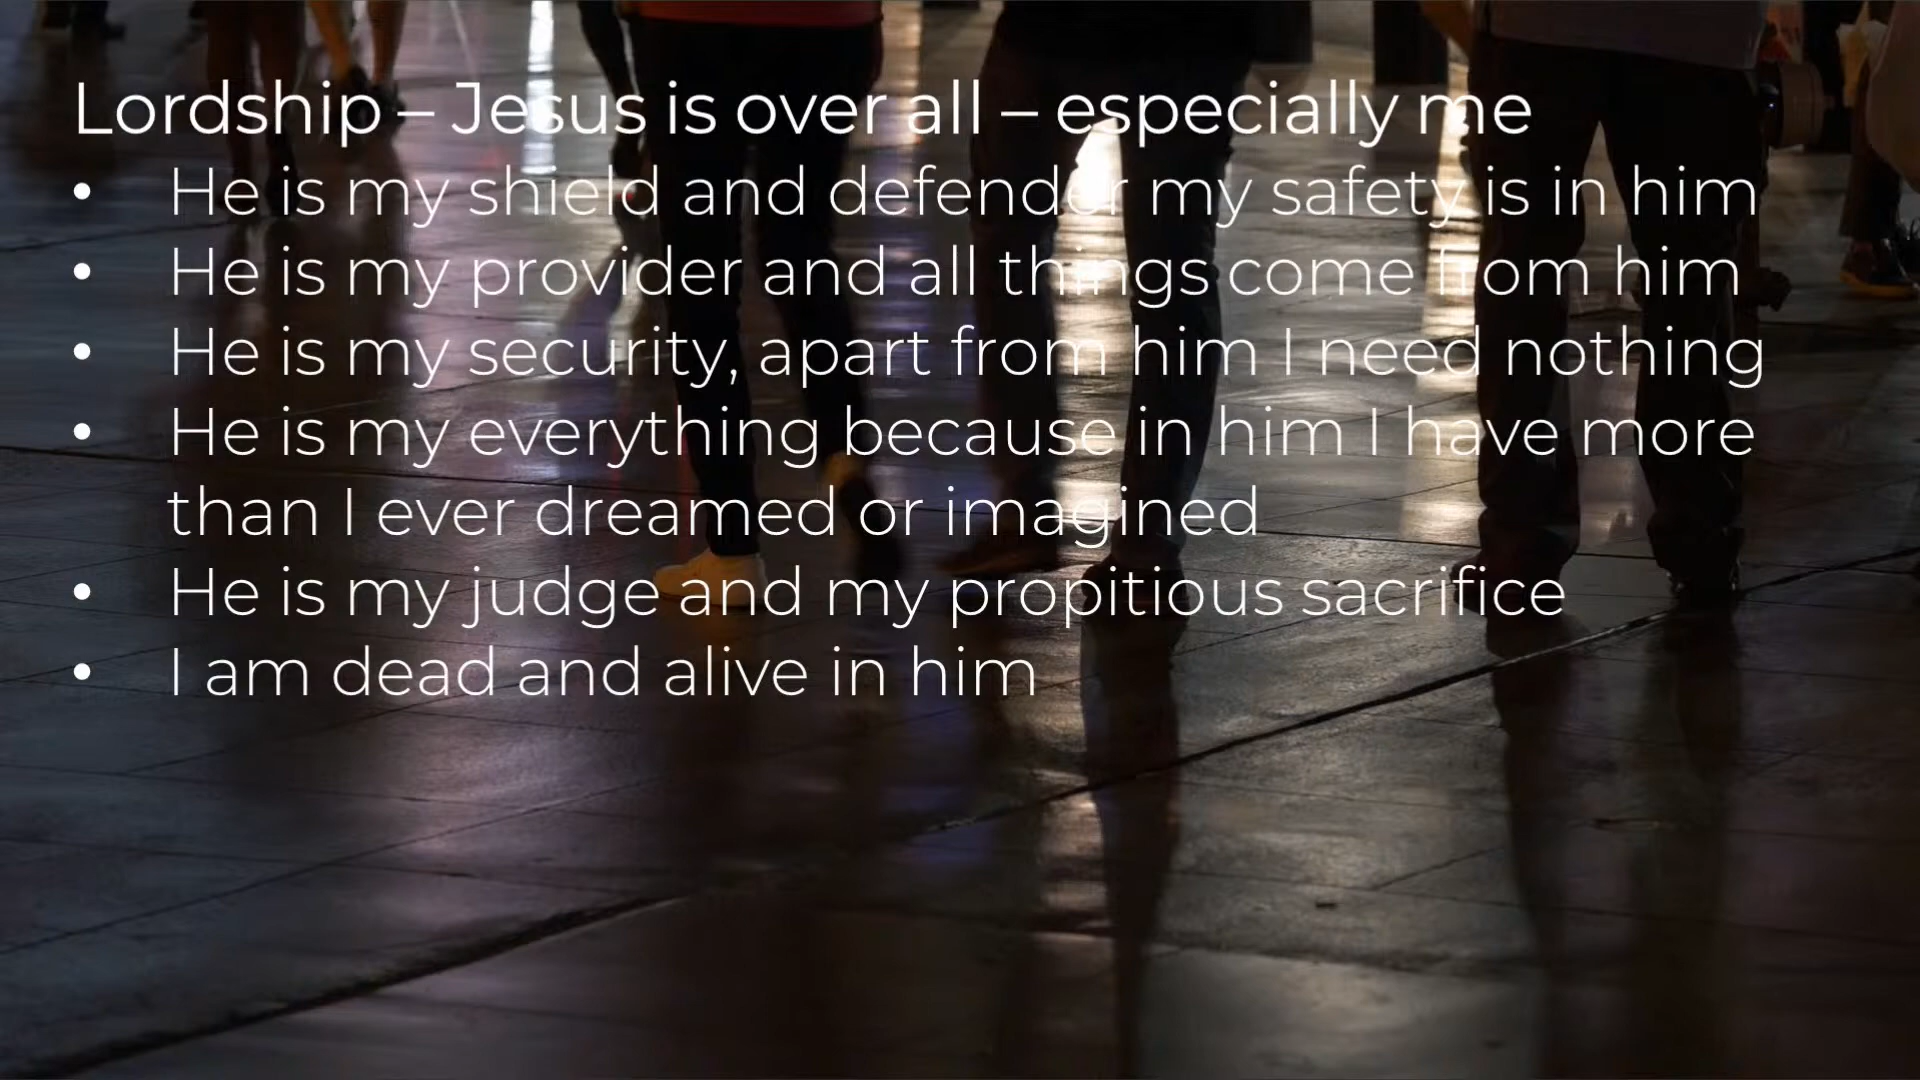 Lordship – Jesus is over all – especially me
• He is my shield and defender my safety is in him
• He is my provider and all things come from him
• He is my security, apart from him I need nothing
• He is my everything because in him I have more
than I ever dreamed or imagined
• He is my judge and my propitious sacrifice
• I am dead and alive in him